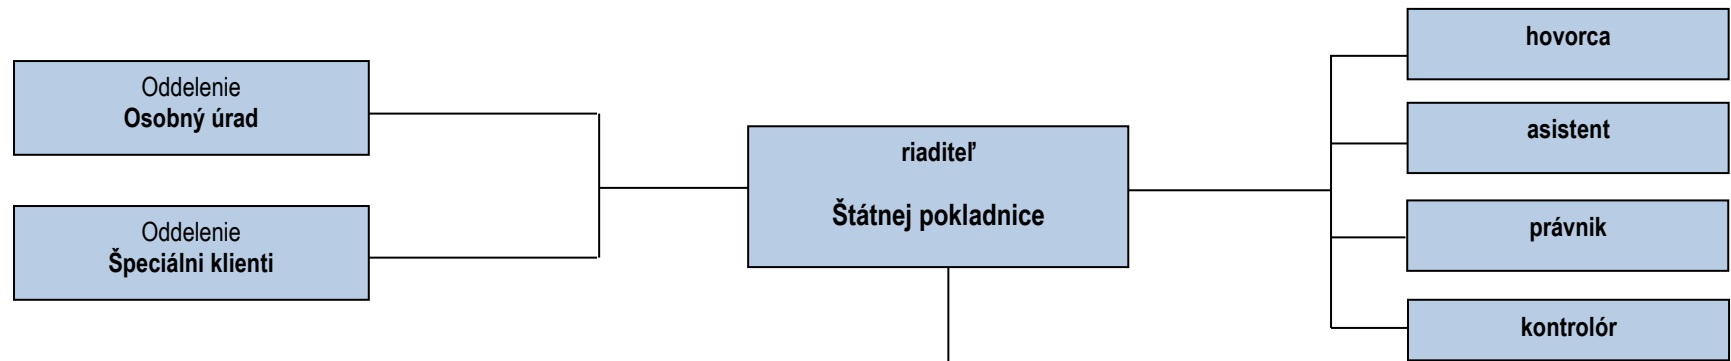 Oddelenie
Osobný úrad
Oddelenie
Špeciálni klienti
riaditeľ
Štátnej pokladnice
hovorca
asistent
právnik
kontrolór